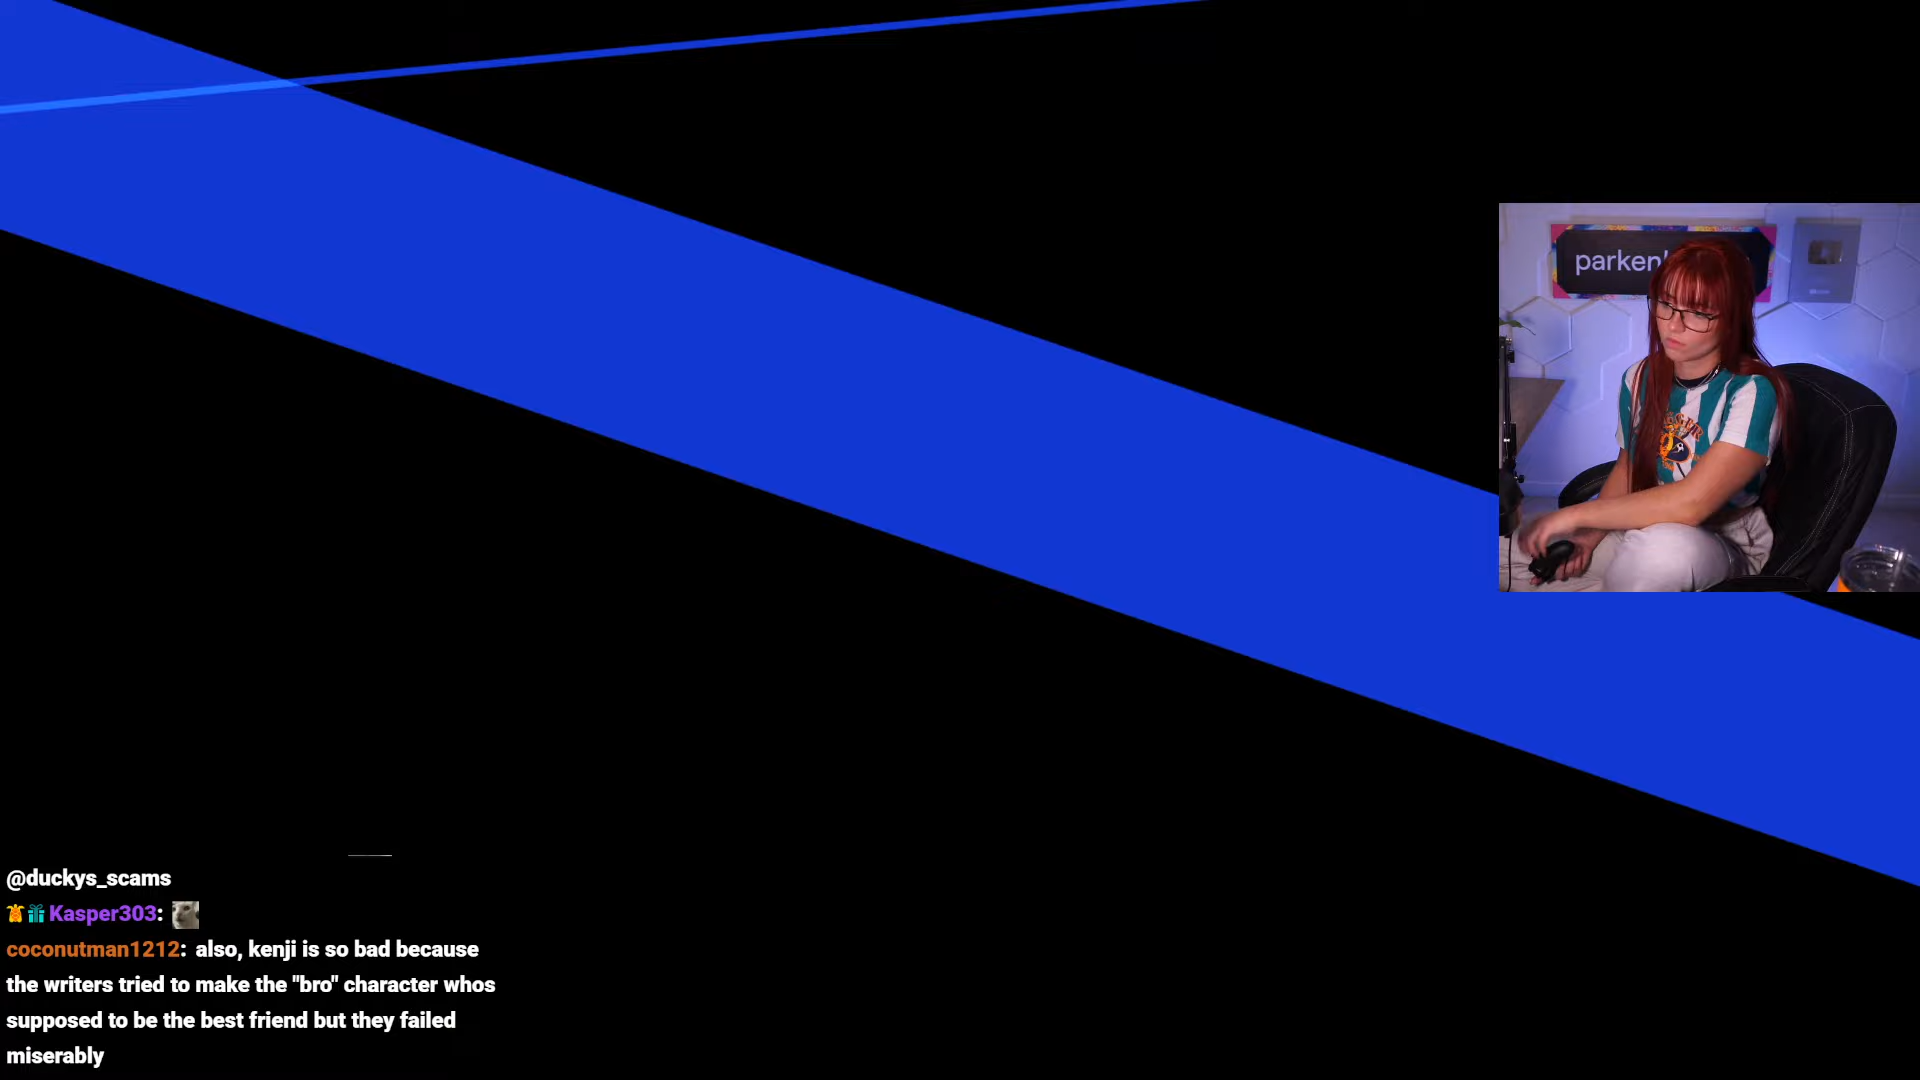 parken
@duckys_scams
Kasper303:
coconutman1212: also, kenji is so bad because
the writers tried to make the "bro" character whos
supposed to be the best friend but they failed
miserably